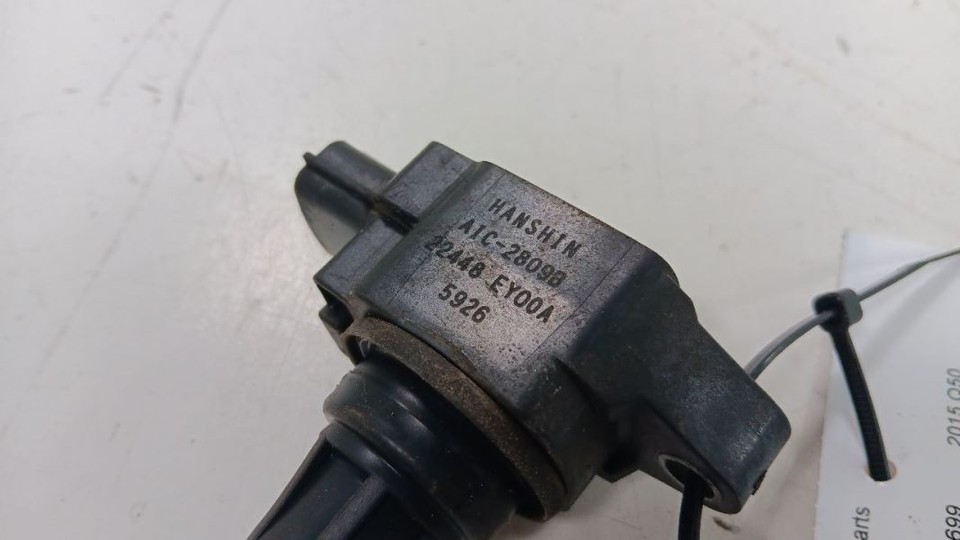 HANSHIN
AIC-2809B
22448 EY00A
5926
2015 Q50
arts
699